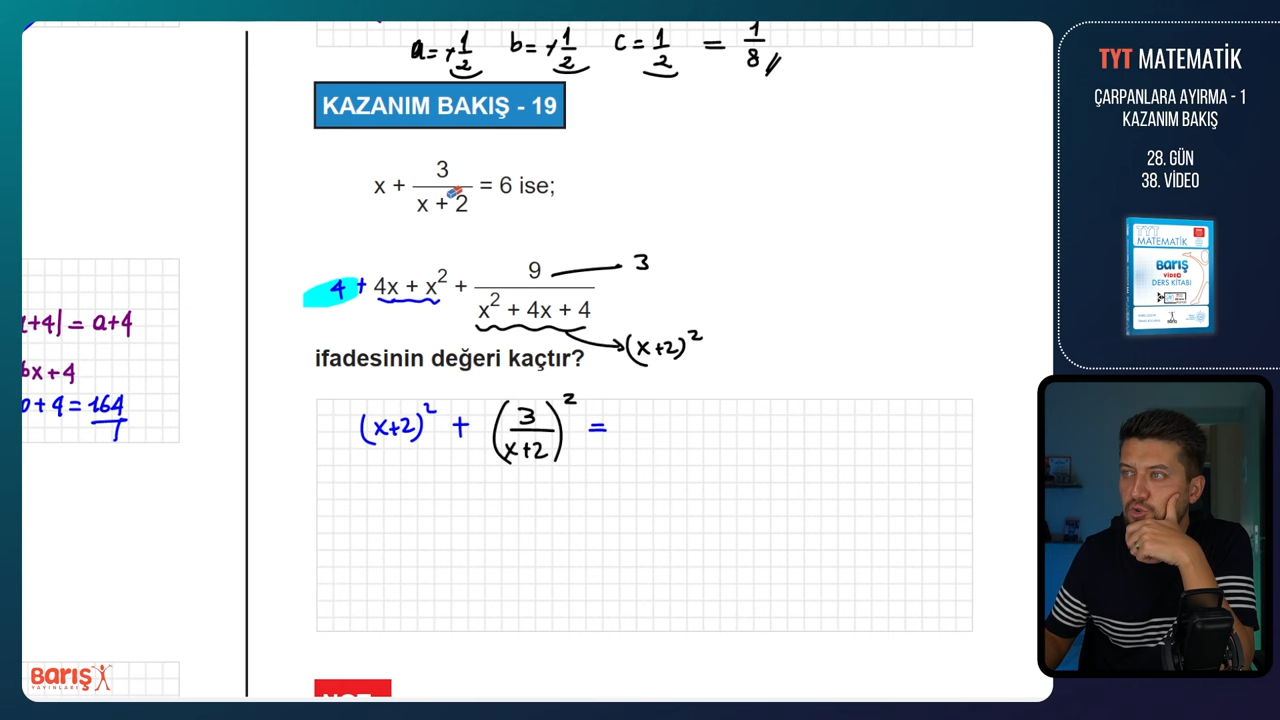 a = +1/2 b = +1/2 c = 1/2 = 1/8 //
KAZANIM BAKIŞ - 19
x + 3/(x + 2) = 6 ise;
4 + 4x + x² + 9/(x² + 4x + 4)
3
(x+2)²
ifadesinin değeri kaçtır?
(x+2)² + (3/(x+2))² =
+4| = a+4
x+4
+4 = 164
BARIŞ
YAYINLARI
TYT MATEMATİK
ÇARPANLARA AYIRMA - 1
KAZANIM BAKIŞ
28. GÜN
38. VİDEO
TYT
MATEMATİK
BARIŞ
VİDEO
DERS KİTABI